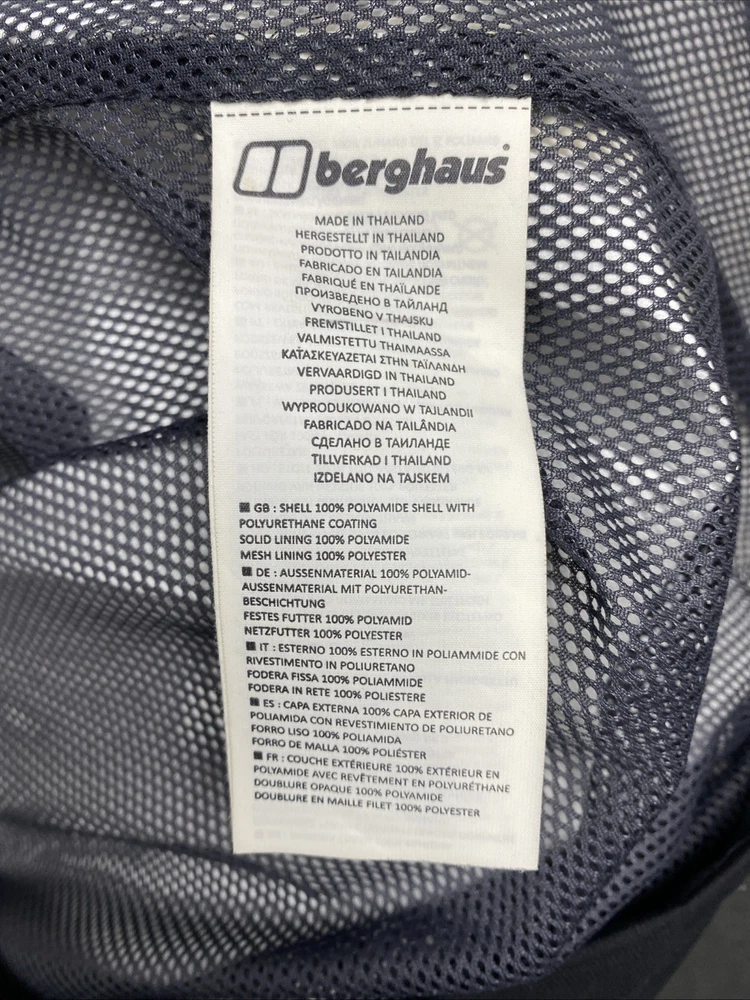 berghaus
MADE IN THAILAND
HERGESTELLT IN THAILAND
PRODOTTO IN TAILANDIA
FABRICADO EN TAILANDIA
FABRIQUÉ EN THAÏLANDE
ПРОИЗВЕДЕНО В ТАЙЛАНД
VYROBENO V THAJSKU
FREMSTILLET I THAILAND
VALMISTETTU THAIMAASSA
ΚΑΤΑΣΚΕΥΑΖΕΤΑΙ ΣΤΗΝ ΤΑΪΛΑΝΔΗ
VERVAARDIGD IN THAILAND
PRODUSERT I THAILAND
WYPRODUKOWANO W TAJLANDII
FABRICADO NA TAILÂNDIA
СДЕЛАНО В ТАИЛАНДЕ
TILLVERKAD I THAILAND
IZDELANO NA TAJSKEM
GB : SHELL 100% POLYAMIDE SHELL WITH
POLYURETHANE COATING
SOLID LINING 100% POLYAMIDE
MESH LINING 100% POLYESTER
DE : AUSSENMATERIAL 100% POLYAMID-
AUSSENMATERIAL MIT POLYURETHAN-
BESCHICHTUNG
FESTES FUTTER 100% POLYAMID
NETZFUTTER 100% POLYESTER
IT : ESTERNO 100% ESTERNO IN POLIAMMIDE CON
RIVESTIMENTO IN POLIURETANO
FODERA FISSA 100% POLIAMMIDE
FODERA IN RETE 100% POLIESTERE
ES : CAPA EXTERNA 100% CAPA EXTERIOR DE
POLIAMIDA CON REVESTIMENTO DE POLIURETANO
FORRO LISO 100% POLIAMIDA
FORRO DE MALLA 100% POLIÉSTER
FR : COUCHE EXTÉRIEURE 100% EXTÉRIEUR EN
POLYAMIDE AVEC REVÊTEMENT EN POLYURÉTHANE
DOUBLURE OPAQUE 100% POLYAMIDE
DOUBLURE EN MAILLE FILET 100% POLYESTER